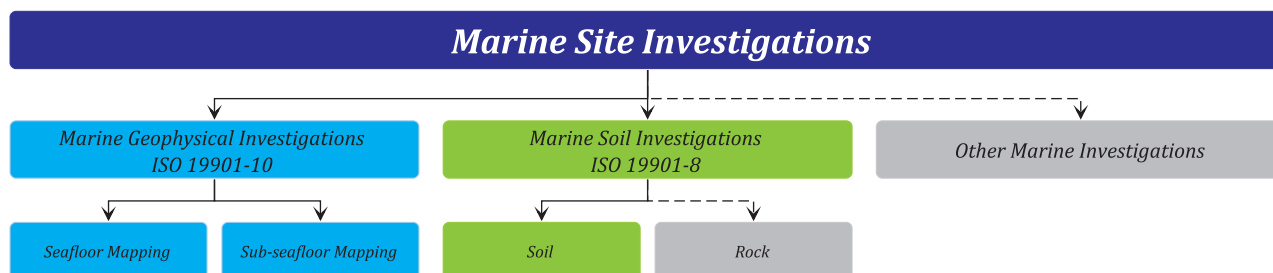 Marine Site Investigations
Marine Geophysical Investigations
ISO 19901-10
Marine Soil Investigations
ISO 19901-8
Other Marine Investigations
Seafloor Mapping
Sub-seafloor Mapping
Soil
Rock